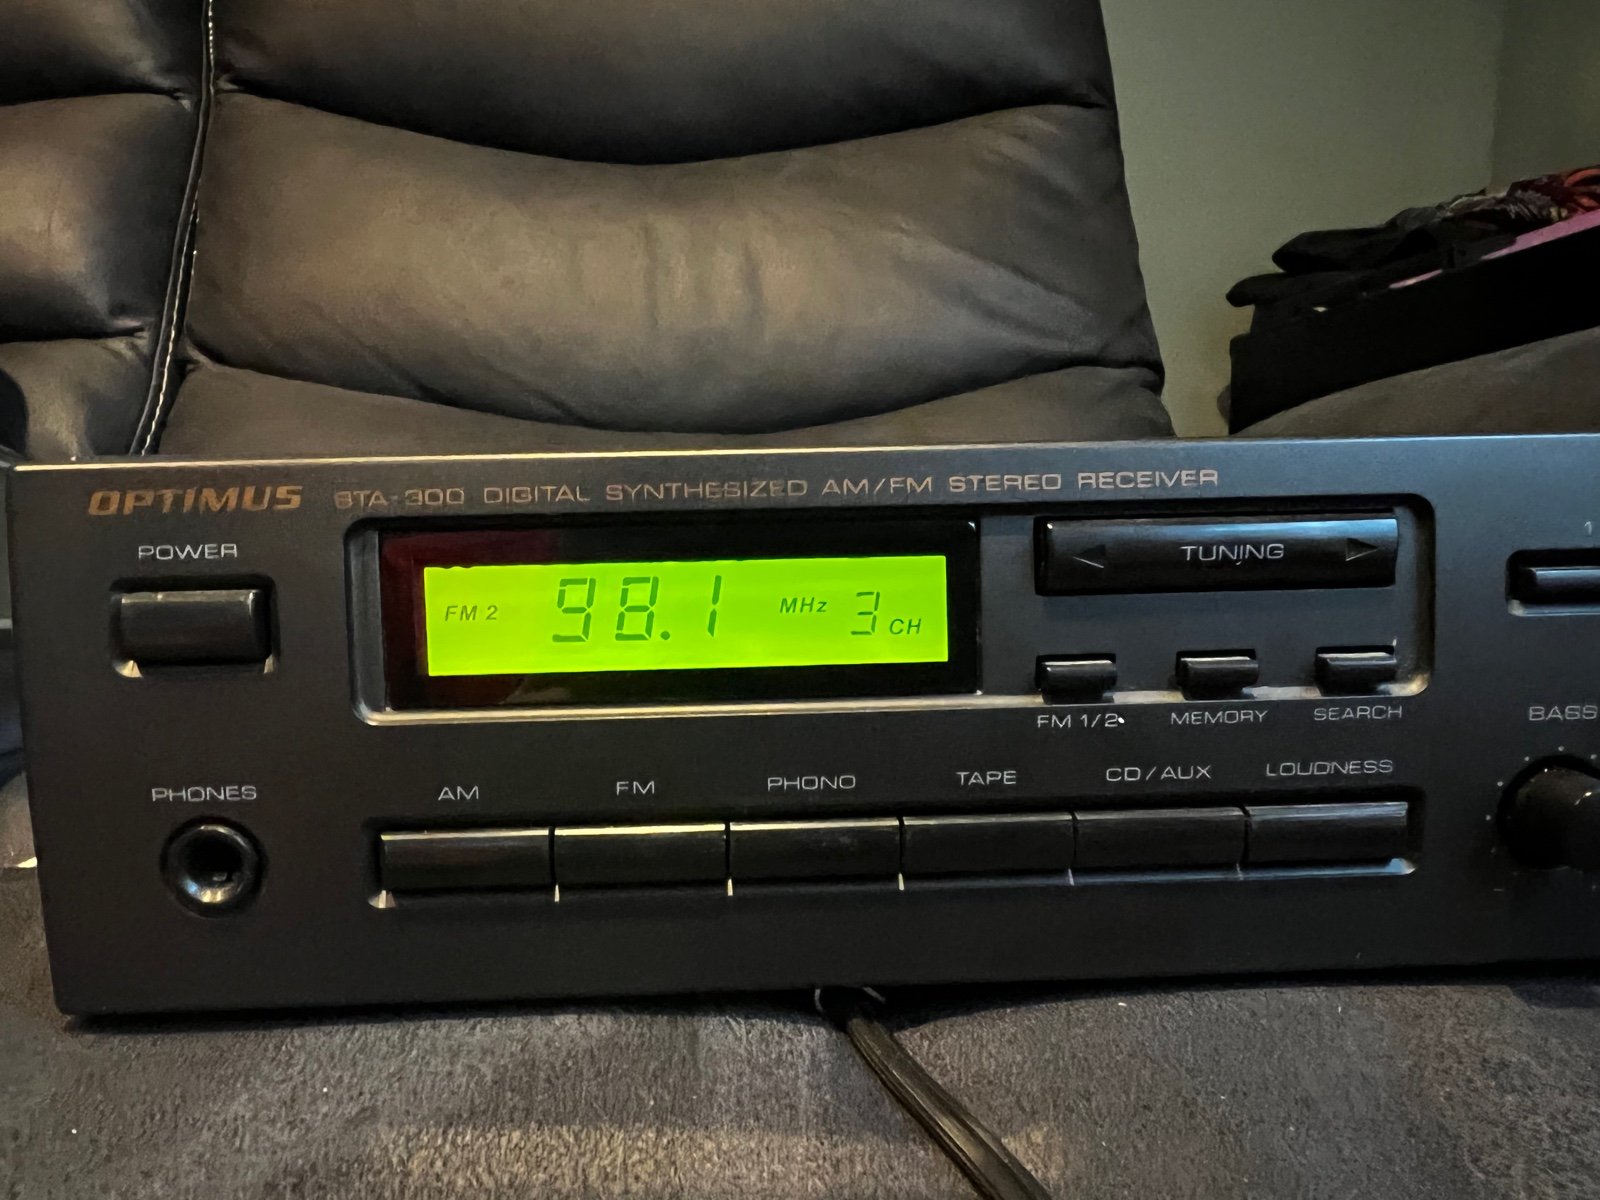 OPTIMUS STA-300 DIGITAL SYNTHESIZED AM/FM STEREO RECEIVER
POWER
FM 2 98.1 MHz 3 CH
TUNING
1
FM 1/2 MEMORY SEARCH
BASS
PHONES
AM FM PHONO TAPE CD/AUX LOUDNESS